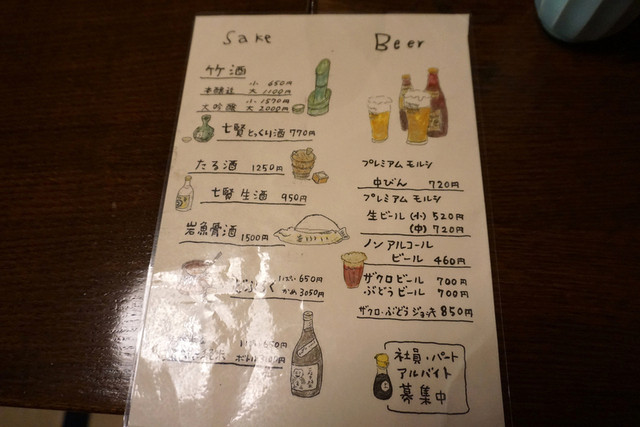 Sake
竹酒
小 650円
本醸造 大 1100円
小 1570円
大吟醸 大 2000円
七賢とっくり酒 770円
たる酒 1250円
七賢 生酒 950円
岩魚骨酒 1500円
どぶろく
650円
かめ 3050円
Beer
プレミアム モルツ
中びん 720円
プレミアム モルツ
生ビール (小) 520円
(中) 720円
ノン アルコール
ビール 460円
ザクロビール 700円
ぶどうビール 700円
ザクロ・ぶどう ジョッキ 850円
社員・パート
アルバイト
募集中